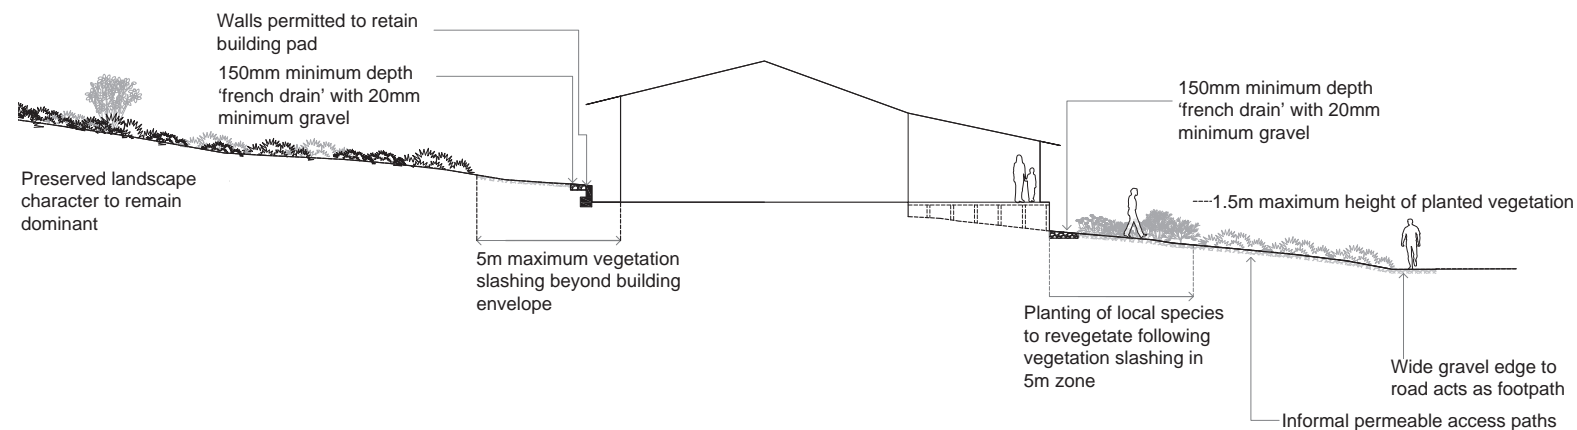 Walls permitted to retain
building pad
150mm minimum depth
‘french drain’ with 20mm
minimum gravel
Preserved landscape
character to remain
dominant
5m maximum vegetation
slashing beyond building
envelope
150mm minimum depth
‘french drain’ with 20mm
minimum gravel
1.5m maximum height of planted vegetation
Planting of local species
to revegetate following
vegetation slashing in
5m zone
Wide gravel edge to
road acts as footpath
Informal permeable access paths